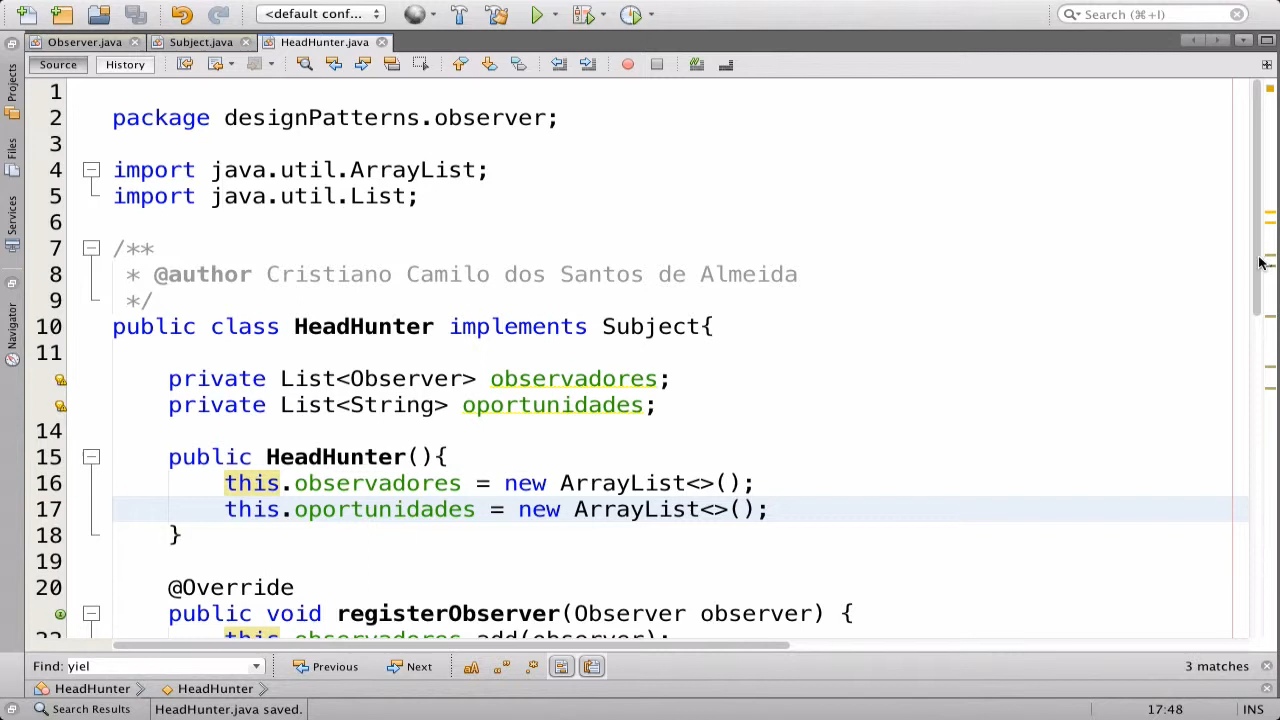 <default conf...
Search (⌘+I)
Observer.java
Subject.java
HeadHunter.java
Source
History
Projects
Files
Services
Navigator
1
2 package designPatterns.observer;
3
4 import java.util.ArrayList;
5 import java.util.List;
6
7 /**
8 * @author Cristiano Camilo dos Santos de Almeida
9 */
10 public class HeadHunter implements Subject{
11
private List<Observer> observadores;
private List<String> oportunidades;
14
15 public HeadHunter(){
16 this.observadores = new ArrayList<>();
17 this.oportunidades = new ArrayList<>();
18 }
19
20 @Override
public void registerObserver(Observer observer) {
22 this.observadores.add(observer);
Find: yiel
Previous
Next
3 matches
HeadHunter
HeadHunter
Search Results
HeadHunter.java saved.
17:48
INS